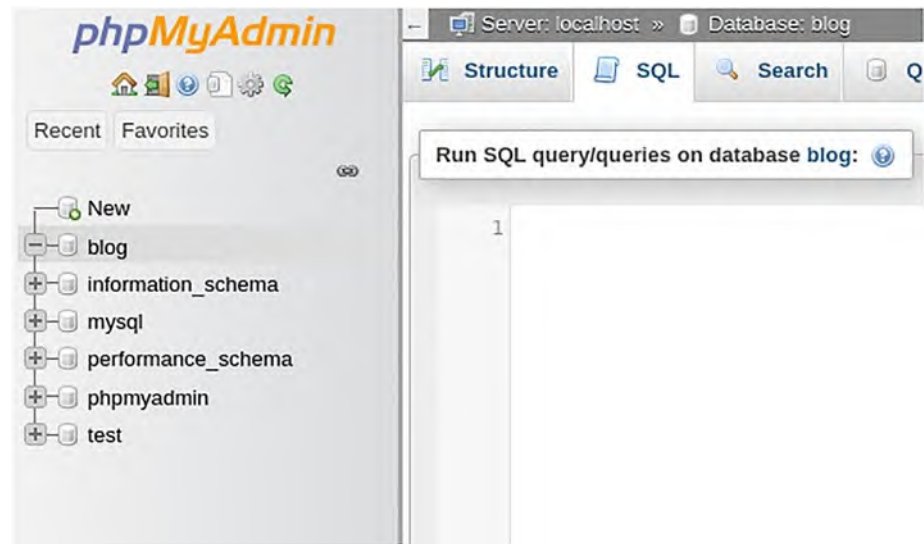 phpMyAdmin
Recent Favorites
New
blog
information_schema
mysql
performance_schema
phpmyadmin
test
← Server: localhost » Database: blog
Structure SQL Search Q
Run SQL query/queries on database blog:
1